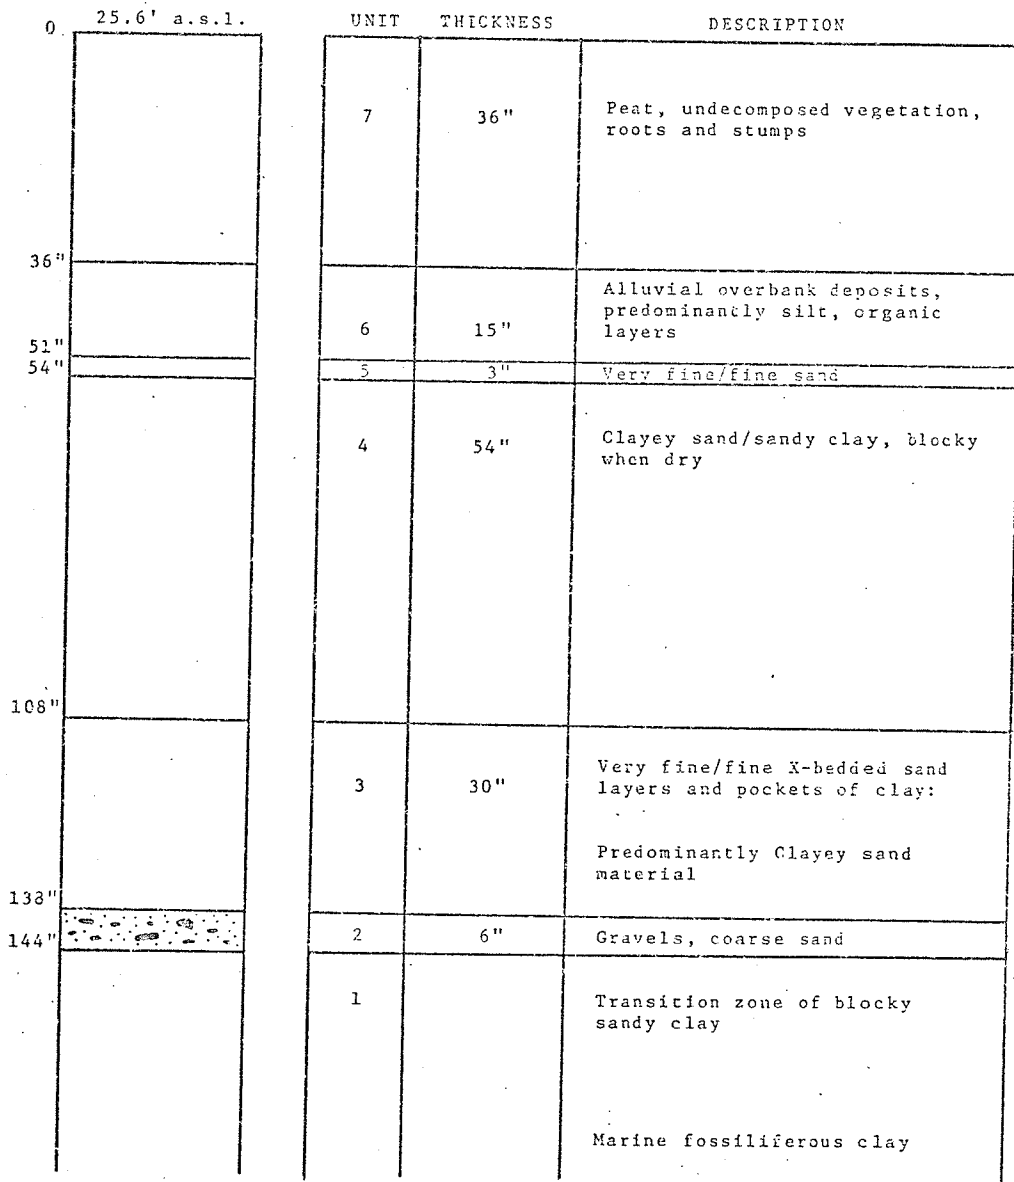 25.6' a.s.l.
UNIT THICKNESS DESCRIPTION
0
7 36" Peat, undecomposed vegetation,
roots and stumps
36"
Alluvial overbank deposits,
predominantly silt, organic
6 15" layers
51"
54"
5 3" Very fine/fine sand
4 54" Clayey sand/sandy clay, blocky
when dry
108"
Very fine/fine X-bedded sand
3 30" layers and pockets of clay:
Predominantly Clayey sand
material
138"
144"
2 6" Gravels, coarse sand
1 Transition zone of blocky
sandy clay
Marine fossiliferous clay